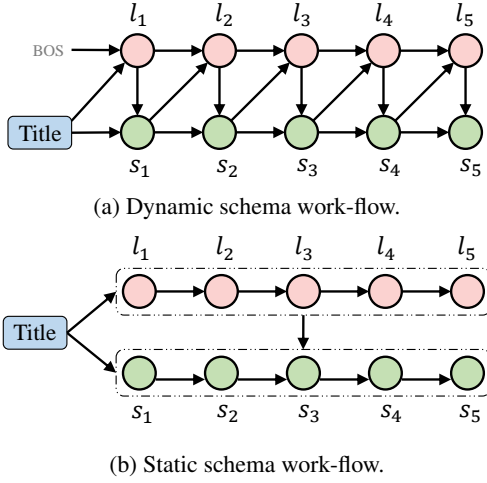 l₁ l₂ l₃ l₄ l₅
BOS
Title
s₁ s₂ s₃ s₄ s₅
(a) Dynamic schema work-flow.
l₁ l₂ l₃ l₄ l₅
Title
s₁ s₂ s₃ s₄ s₅
(b) Static schema work-flow.